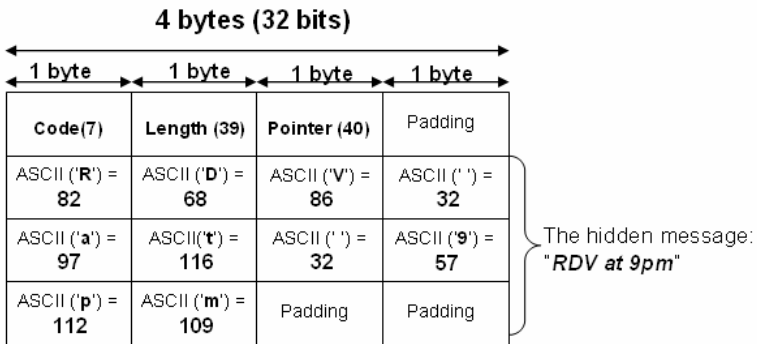 4 bytes (32 bits)
1 byte 1 byte 1 byte 1 byte
Code(7) Length (39) Pointer (40) Padding
ASCII ('R') = ASCII ('D') = ASCII ('V') = ASCII (' ') =
82 68 86 32
ASCII ('a') = ASCII('t') = ASCII (' ') = ASCII ('9') =
97 116 32 57
ASCII ('p') = ASCII ('m') = Padding Padding
112 109
The hidden message:
"RDV at 9pm"